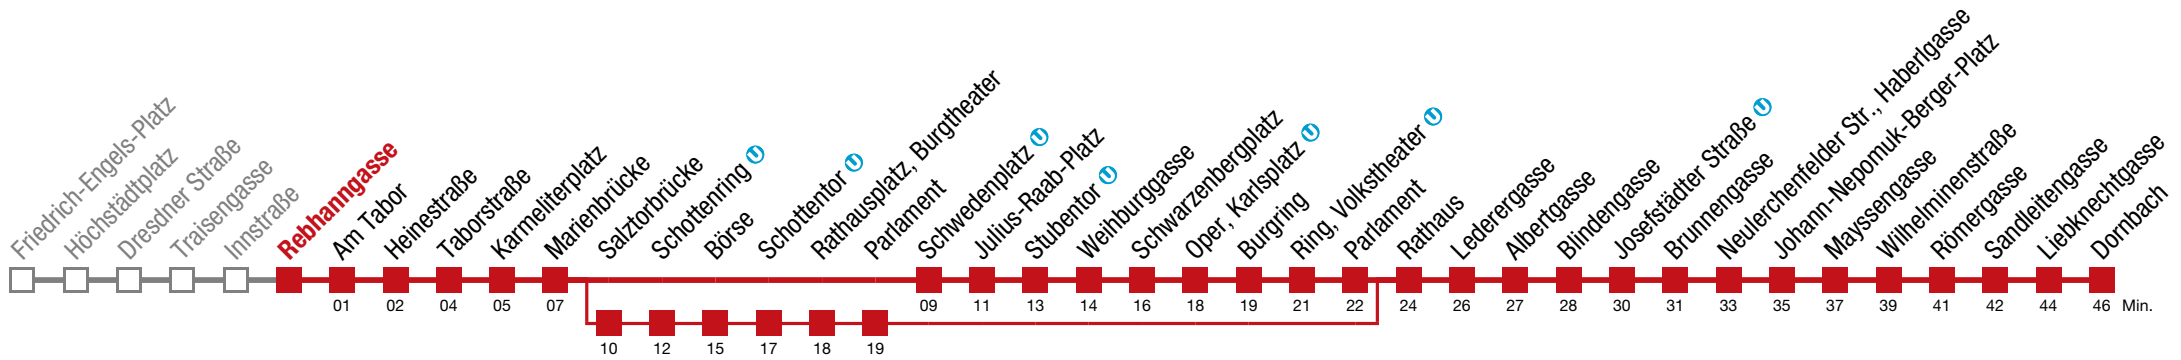 Friedrich-Engels-Platz
Höchstädtplatz
Dresdner Straße
Traisengasse
Innstraße
Rebhanngasse
Am Tabor
Heinestraße
Taborstraße
Karmeliterplatz
Marienbrücke
Salztorbrücke
Schottenring U
Börse
Schottentor U
Rathausplatz, Burgtheater
Parlament
Schwedenplatz U
Julius-Raab-Platz
Stubentor U
Weihburggasse
Schwarzenbergplatz
Oper, Karlsplatz U
Burgring
Ring, Volkstheater U
Parlament
Rathaus
Lederergasse
Albertgasse
Blindengasse
Josefstädter Straße U
Brunnengasse
Neulerchenfelder Str., Haberlgasse
Johann-Nepomuk-Berger-Platz
Mayssengasse
Wilhelminenstraße
Römergasse
Sandleitengasse
Liebknechtgasse
Dornbach
01 02 04 05 07 09 11 13 14 16 18 19 21 22 24 26 27 28 30 31 33 35 37 39 41 42 44 46 Min.
10 12 15 17 18 19